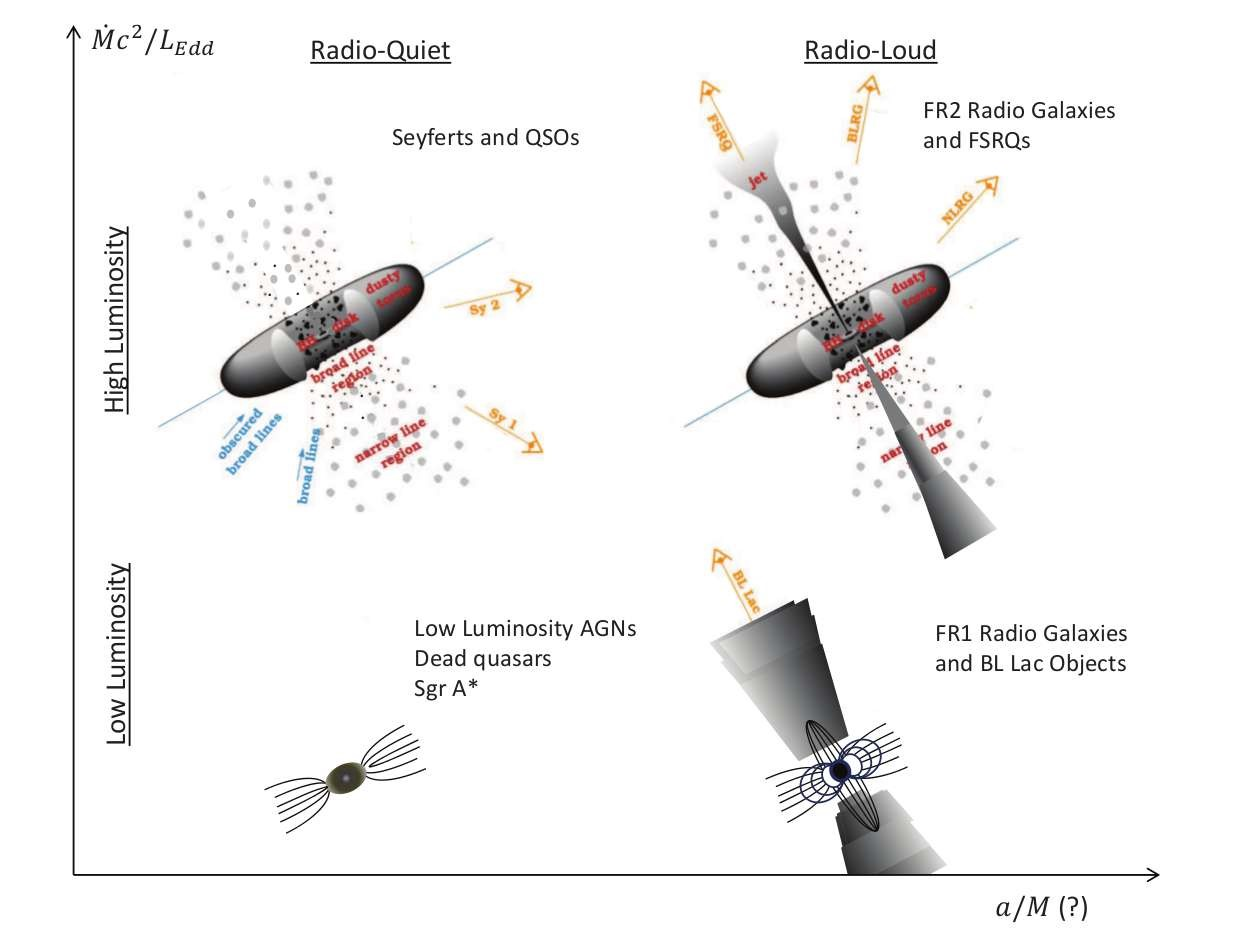 Ṁc²/L_Edd
Radio-Quiet
Radio-Loud
Seyferts and QSOs
FR2 Radio Galaxies
and FSRQs
FSRQ
BLRG
NLRG
jet
High Luminosity
dusty
torus
disk
broad line
region
narrow line
region
Sy 2
Sy 1
obscured
broad lines
broad lines
dusty
torus
disk
broad line
region
Low Luminosity
Low Luminosity AGNs
Dead quasars
Sgr A*
BL Lac
FR1 Radio Galaxies
and BL Lac Objects
a/M (?)